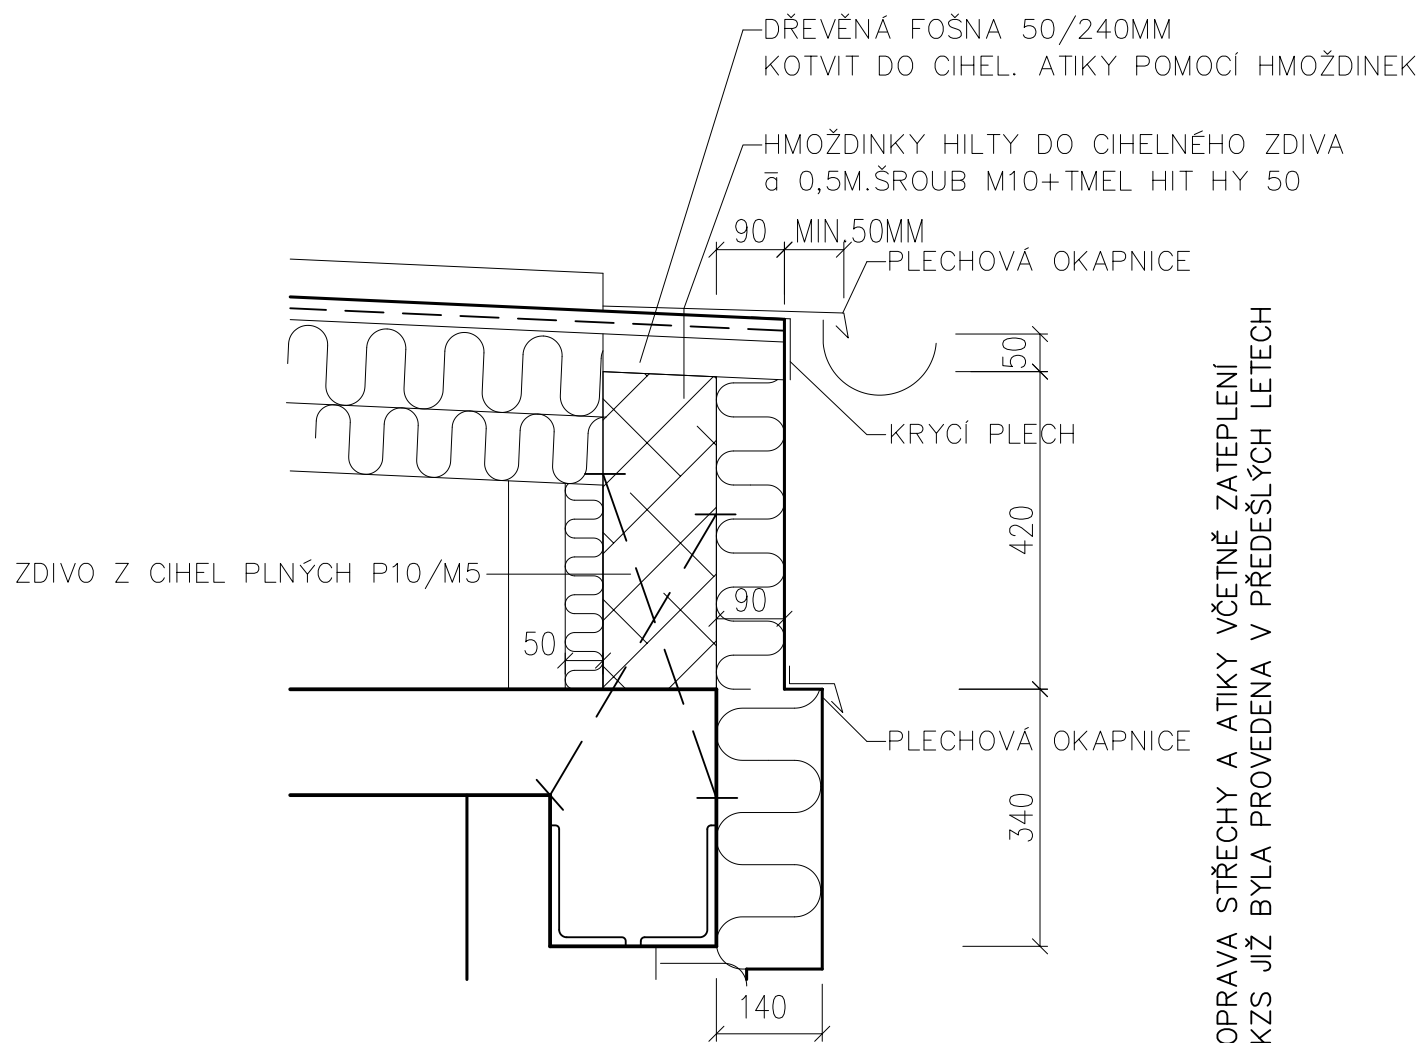 DŘEVĚNÁ FOŠNA 50/240MM
KOTVIT DO CIHEL. ATIKY POMOCÍ HMOŽDINEK
HMOŽDINKY HILTY DO CIHELNÉHO ZDIVA
ā 0,5M.ŠROUB M10+TMEL HIT HY 50
90
MIN.50MM
PLECHOVÁ OKAPNICE
50
KRYCÍ PLECH
420
ZDIVO Z CIHEL PLNÝCH P10/M5
90
50
PLECHOVÁ OKAPNICE
340
140
OPRAVA STŘECHY A ATIKY VČETNĚ ZATEPLENÍ
KZS JIŽ BYLA PROVEDENA V PŘEDEŠLÝCH LETECH